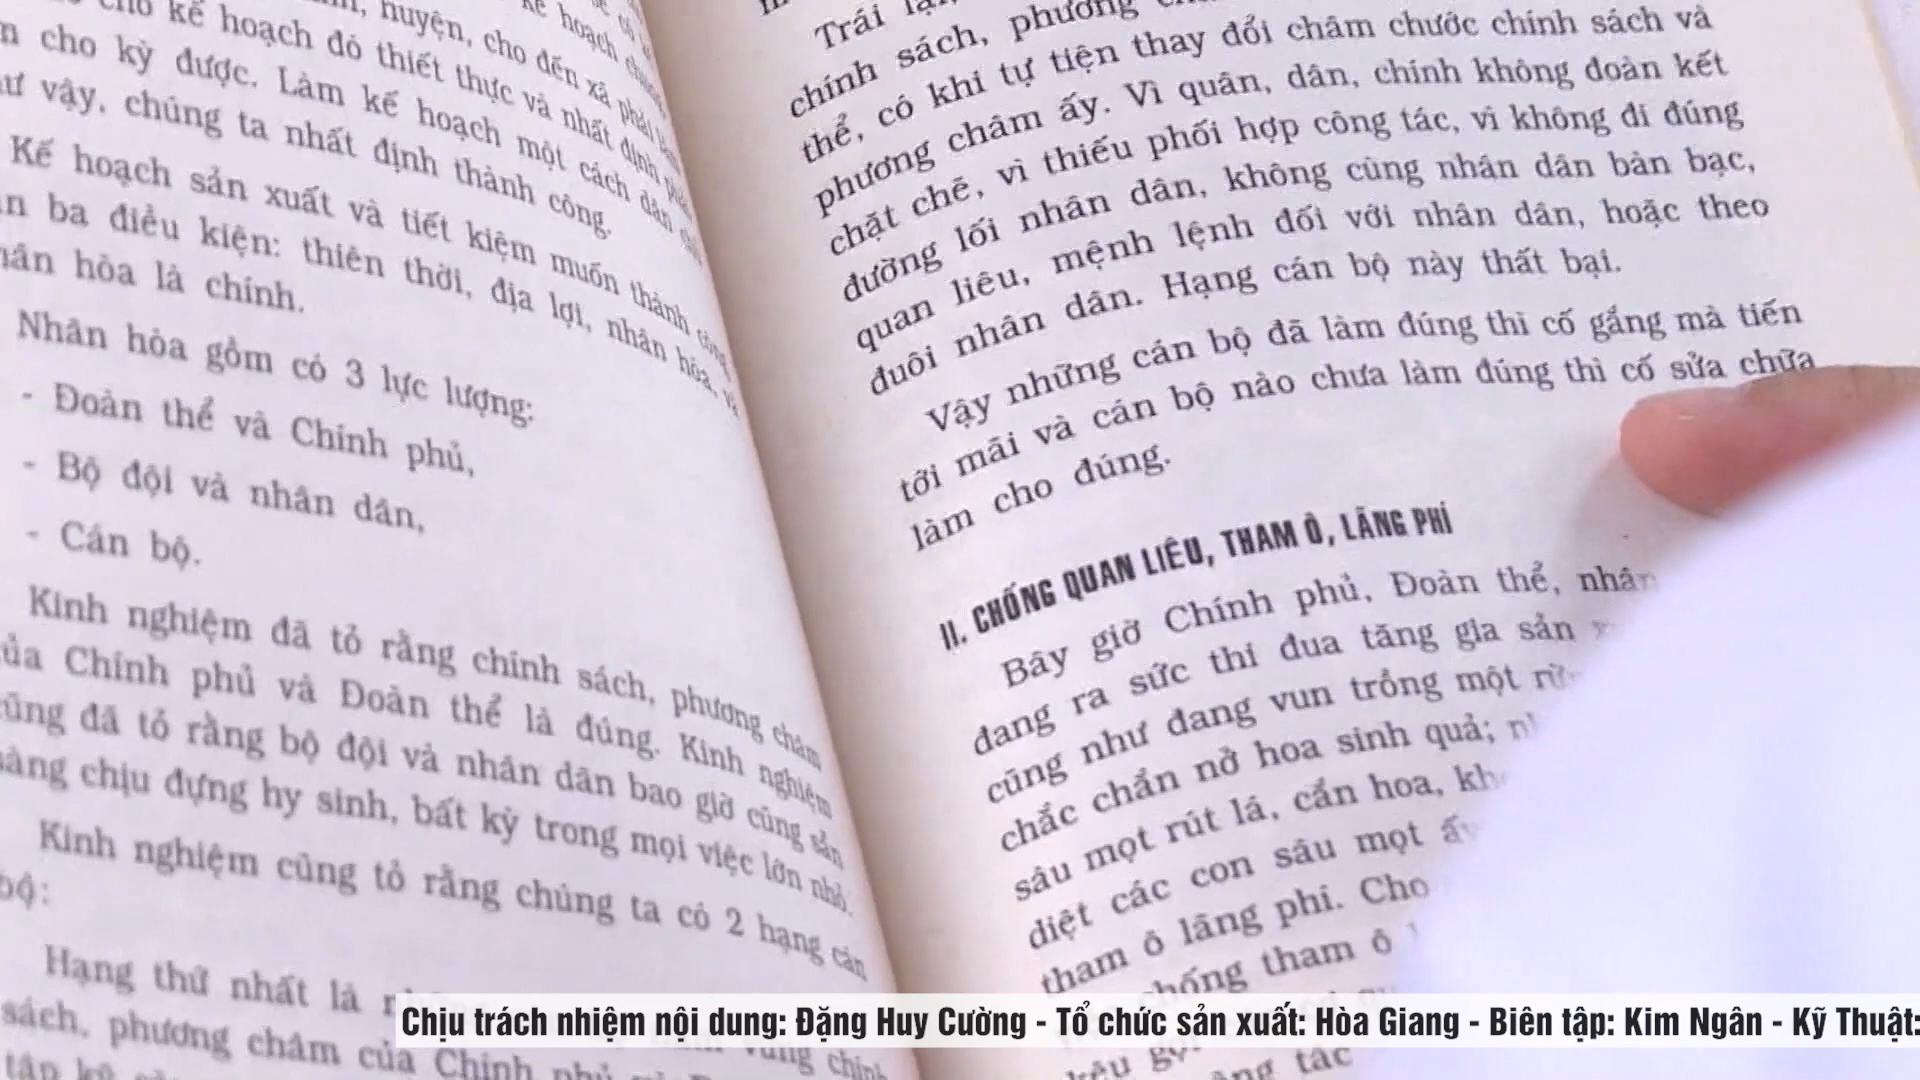 cho kế hoạch đó thiết thực và nhất định phải
huyện, cho đến xã phải
kế hoạch
cho kỳ được. Làm kế hoạch một cách dân
vậy, chúng ta nhất định thành công.
Kế hoạch sản xuất và tiết kiệm muốn thành công
ba điều kiện: thiên thời, địa lợi, nhân hòa, và
hòa là chính.
Nhân hòa gồm có 3 lực lượng:
- Đoàn thể và Chính phủ,
- Bộ đội và nhân dân,
- Cán bộ.
Kinh nghiệm đã tỏ rằng chính sách, phương châm
của Chính phủ và Đoàn thể là đúng. Kinh nghiệm
cũng đã tỏ rằng bộ đội và nhân dân bao giờ cũng sẵn
chịu đựng hy sinh, bất kỳ trong mọi việc lớn nhỏ.
Kinh nghiệm cũng tỏ rằng chúng ta có 2 hạng cán
bộ:
Hạng thứ nhất là
sách, phương châm của Chính phủ
Trái
chính sách, phương
thể, có khi tự tiện thay đổi châm chước chính sách và
phương châm ấy. Vì quân, dân, chính không đoàn kết
chặt chẽ, vì thiếu phối hợp công tác, vì không đi đúng
đường lối nhân dân, không cùng nhân dân bàn bạc,
quan liêu, mệnh lệnh đối với nhân dân, hoặc theo
đuôi nhân dân. Hạng cán bộ này thất bại.
Vậy những cán bộ đã làm đúng thì cố gắng mà tiến
tới mãi và cán bộ nào chưa làm đúng thì cố sửa chữa
làm cho đúng.
II. CHỐNG QUAN LIÊU, THAM Ô, LÃNG PHÍ
Bây giờ Chính phủ, Đoàn thể, nhân
đang ra sức thi đua tăng gia sản
cũng như đang vun trồng một
chắc chắn nở hoa sinh quả;
sâu mọt rút lá, cắn hoa,
diệt các con sâu mọt
tham ô lãng phí. Cho
chống tham ô
kêu gọi
tác
Chịu trách nhiệm nội dung: Đặng Huy Cường - Tổ chức sản xuất: Hòa Giang - Biên tập: Kim Ngân - Kỹ Thuật: